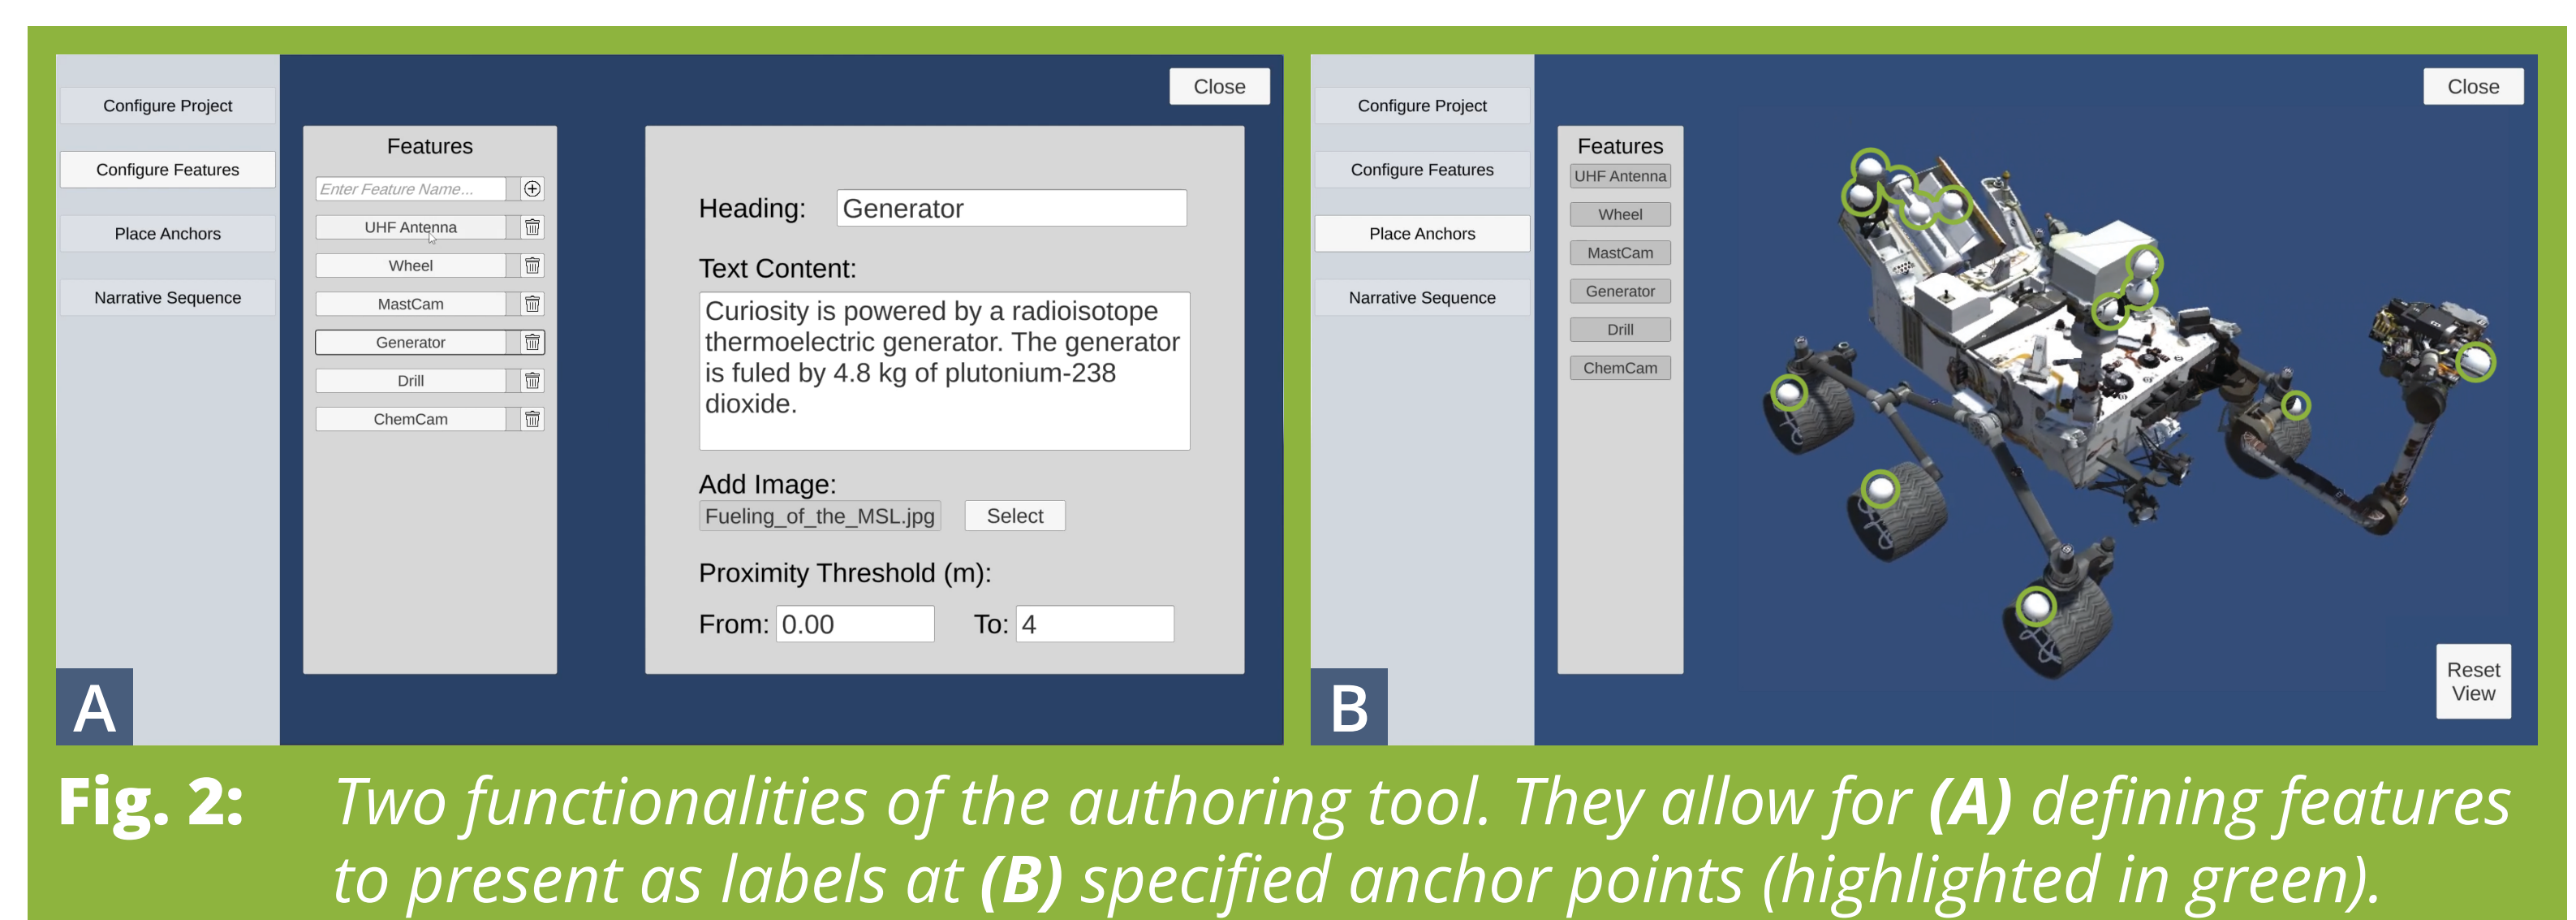 Configure Project
Configure Features
Place Anchors
Narrative Sequence
Close
Features
Enter Feature Name...
UHF Antenna
Wheel
MastCam
Generator
Drill
ChemCam
Heading: Generator
Text Content:
Curiosity is powered by a radioisotope
thermoelectric generator. The generator
is fuled by 4.8 kg of plutonium-238
dioxide.
Add Image:
Fueling_of_the_MSL.jpg Select
Proximity Threshold (m):
From: 0.00 To: 4
A
Configure Project
Configure Features
Place Anchors
Narrative Sequence
Close
Features
UHF Antenna
Wheel
MastCam
Generator
Drill
ChemCam
Reset
View
B
Fig. 2: Two functionalities of the authoring tool. They allow for (A) defining features
to present as labels at (B) specified anchor points (highlighted in green).